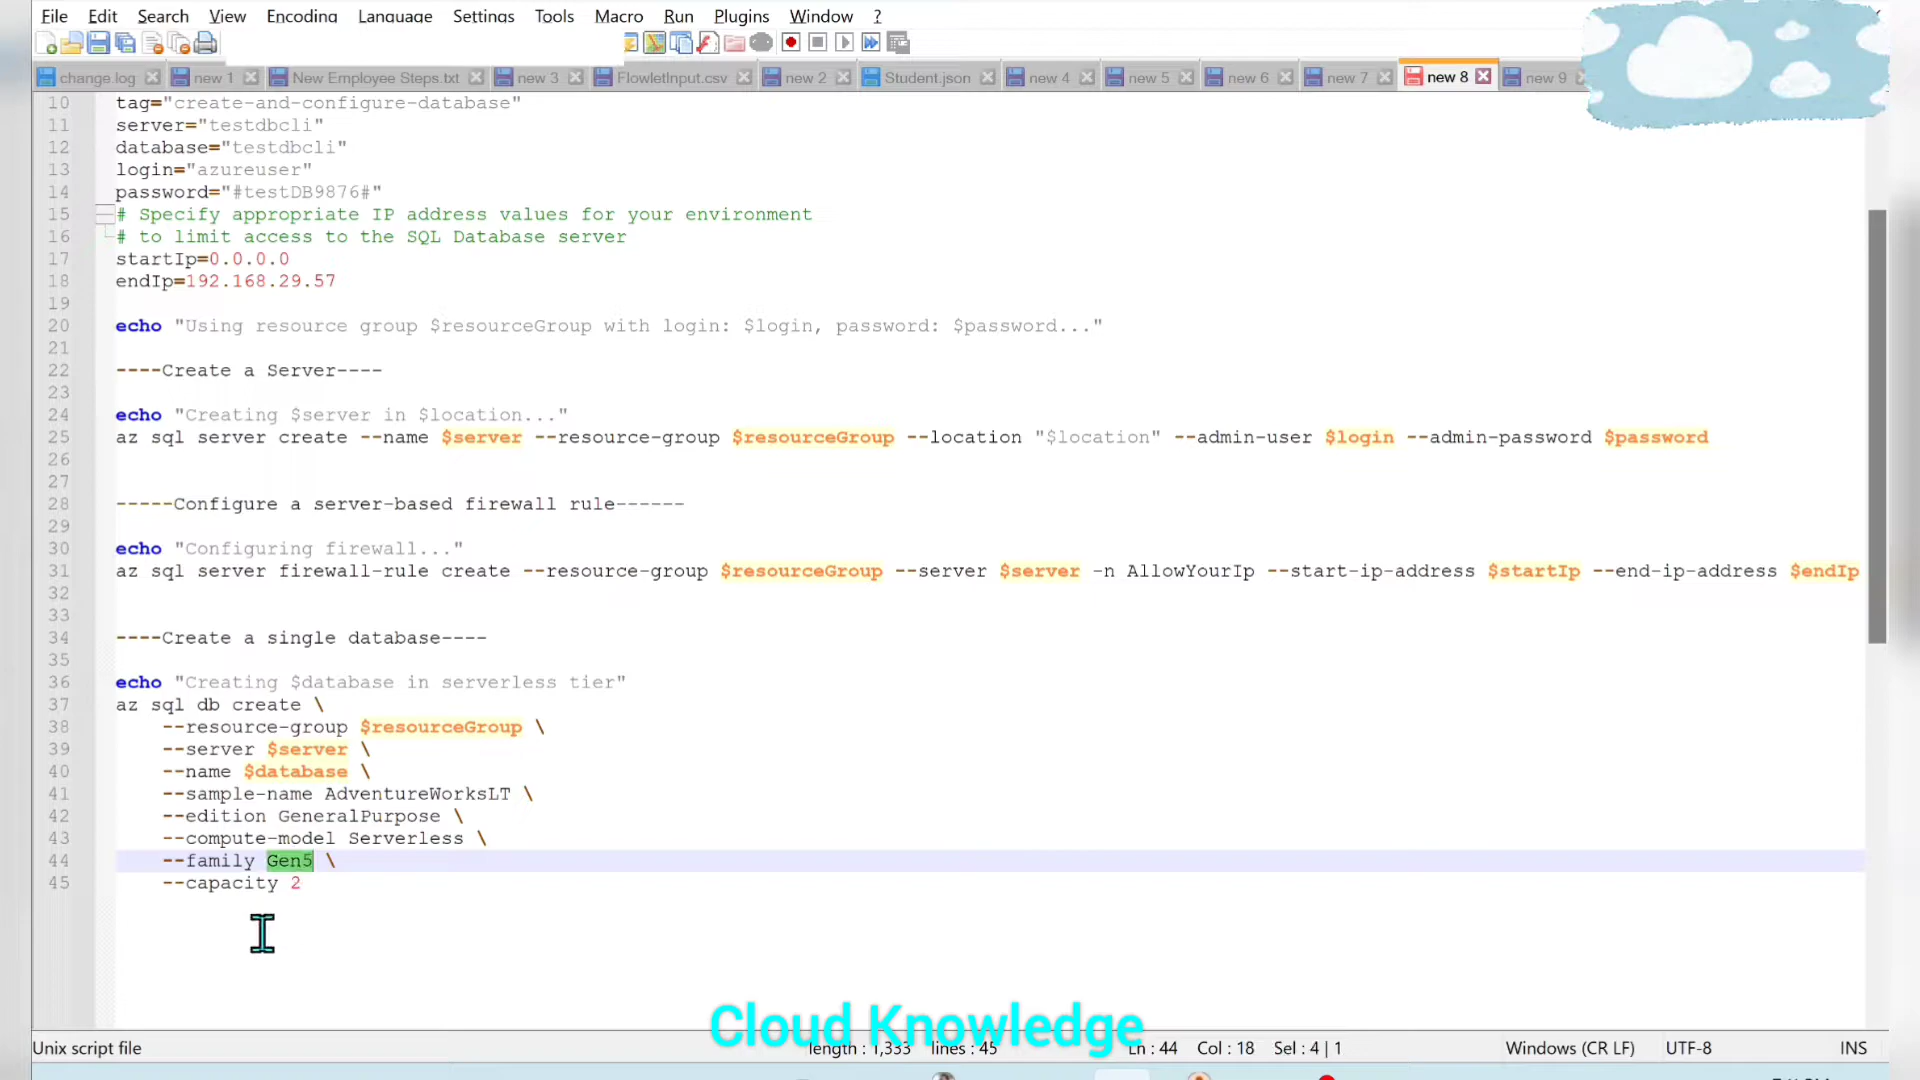 File Edit Search View Encoding Language Settings Tools Macro Run Plugins Window ?
change.log new 1 New Employee Steps.txt new 3 FlowletInput.csv new 2 Student.json new 4 new 5 new 6 new 7 new 8 new 9
10 tag="create-and-configure-database"
11 server="testdbcli"
12 database="testdbcli"
13 login="azureuser"
14 password="#testDB9876#"
15 # Specify appropriate IP address values for your environment
16 # to limit access to the SQL Database server
17 startIp=0.0.0.0
18 endIp=192.168.29.57
19
20 echo "Using resource group $resourceGroup with login: $login, password: $password..."
21
22 ----Create a Server----
23
24 echo "Creating $server in $location..."
25 az sql server create --name $server --resource-group $resourceGroup --location "$location" --admin-user $login --admin-password $password
26
27
28 -----Configure a server-based firewall rule------
29
30 echo "Configuring firewall..."
31 az sql server firewall-rule create --resource-group $resourceGroup --server $server -n AllowYourIp --start-ip-address $startIp --end-ip-address $endIp
32
33
34 ----Create a single database----
35
36 echo "Creating $database in serverless tier"
37 az sql db create \
38 --resource-group $resourceGroup \
39 --server $server \
40 --name $database \
41 --sample-name AdventureWorksLT \
42 --edition GeneralPurpose \
43 --compute-model Serverless \
44 --family Gen5 \
45 --capacity 2
Cloud Knowledge
Unix script file length : 1,333 lines : 45 Ln : 44 Col : 18 Sel : 4 | 1 Windows (CR LF) UTF-8 INS